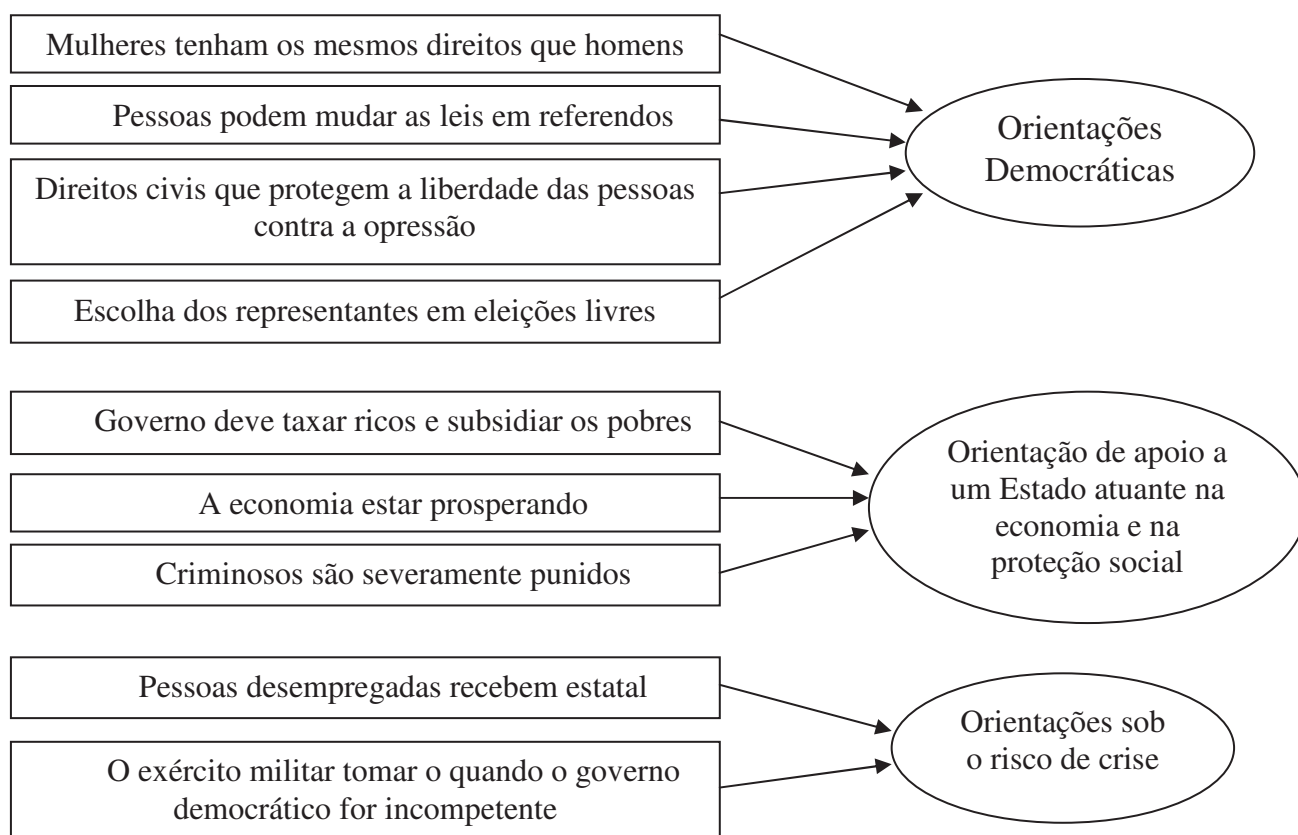 Mulheres tenham os mesmos direitos que homens
Pessoas podem mudar as leis em referendos
Direitos civis que protegem a liberdade das pessoas
contra a opressão
Escolha dos representantes em eleições livres
Orientações
Democráticas
Governo deve taxar ricos e subsidiar os pobres
A economia estar prosperando
Criminosos são severamente punidos
Orientação de apoio a
um Estado atuante na
economia e na
proteção social
Pessoas desempregadas recebem estatal
O exército militar tomar o quando o governo
democrático for incompetente
Orientações sob
o risco de crise